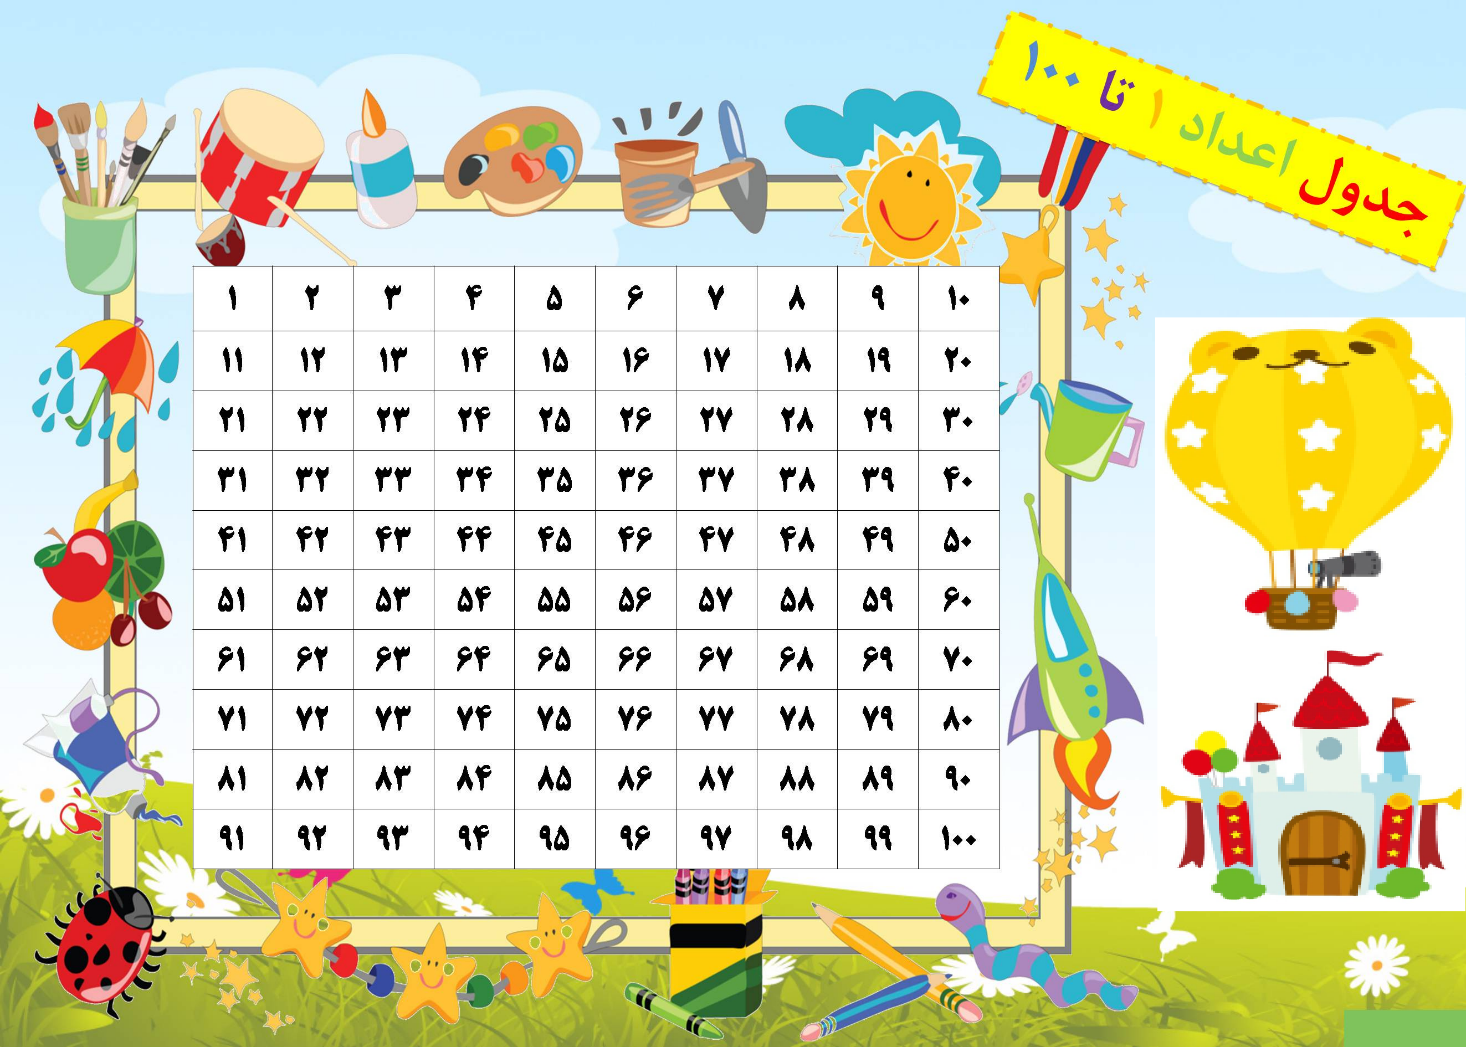 جدول اعداد ۱ تا ۱۰۰
۱ ۲ ۳ ۴ ۵ ۶ ۷ ۸ ۹ ۱۰
۱۱ ۱۲ ۱۳ ۱۴ ۱۵ ۱۶ ۱۷ ۱۸ ۱۹ ۲۰
۲۱ ۲۲ ۲۳ ۲۴ ۲۵ ۲۶ ۲۷ ۲۸ ۲۹ ۳۰
۳۱ ۳۲ ۳۳ ۳۴ ۳۵ ۳۶ ۳۷ ۳۸ ۳۹ ۴۰
۴۱ ۴۲ ۴۳ ۴۴ ۴۵ ۴۶ ۴۷ ۴۸ ۴۹ ۵۰
۵۱ ۵۲ ۵۳ ۵۴ ۵۵ ۵۶ ۵۷ ۵۸ ۵۹ ۶۰
۶۱ ۶۲ ۶۳ ۶۴ ۶۵ ۶۶ ۶۷ ۶۸ ۶۹ ۷۰
۷۱ ۷۲ ۷۳ ۷۴ ۷۵ ۷۶ ۷۷ ۷۸ ۷۹ ۸۰
۸۱ ۸۲ ۸۳ ۸۴ ۸۵ ۸۶ ۸۷ ۸۸ ۸۹ ۹۰
۹۱ ۹۲ ۹۳ ۹۴ ۹۵ ۹۶ ۹۷ ۹۸ ۹۹ ۱۰۰